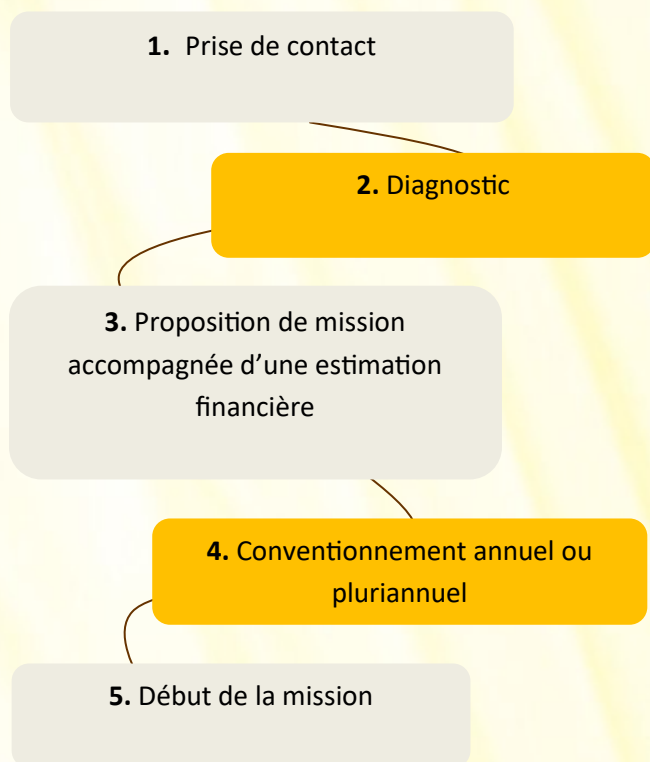 1. Prise de contact
2. Diagnostic
3. Proposition de mission
accompagnée d’une estimation
financière
4. Conventionnement annuel ou
pluriannuel
5. Début de la mission